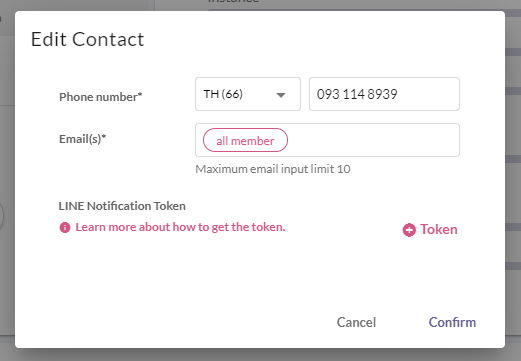 Edit Contact
Phone number*
TH (66)
093 114 8939
Email(s)*
all member
Maximum email input limit 10
LINE Notification Token
Learn more about how to get the token.
Token
Cancel
Confirm